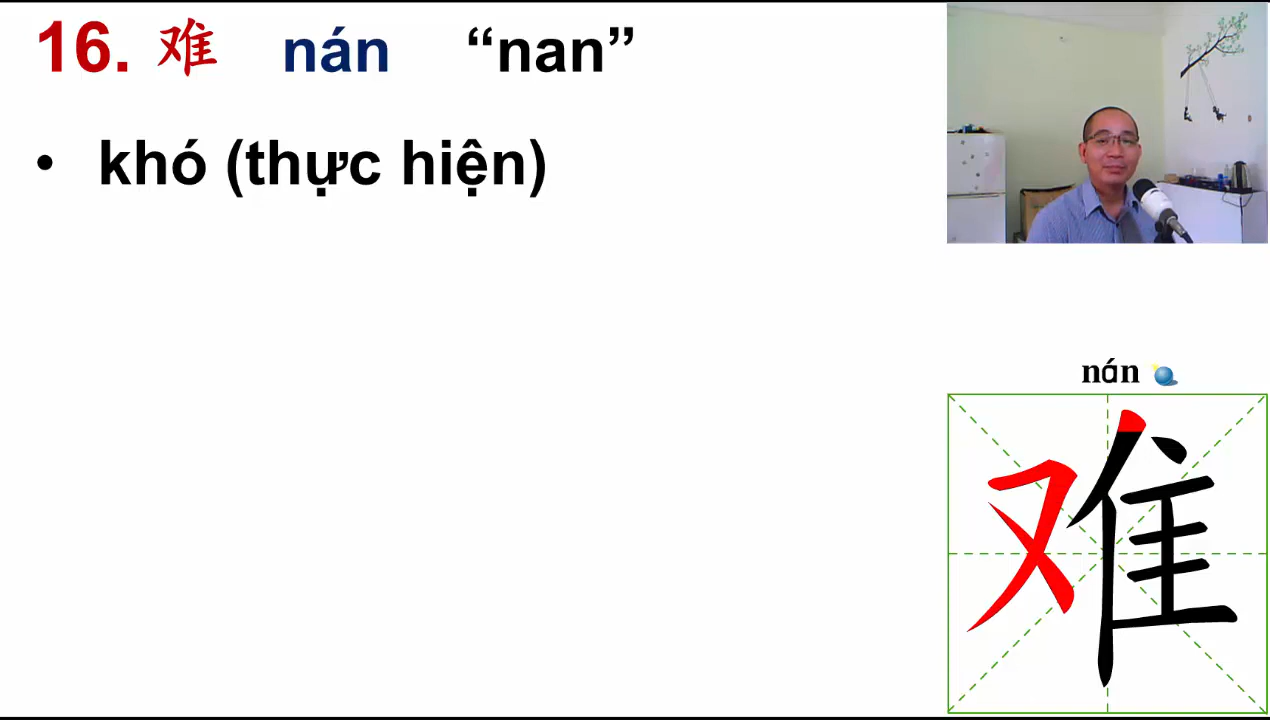 16. 难 nán “nan”
• khó (thực hiện)
nán
难